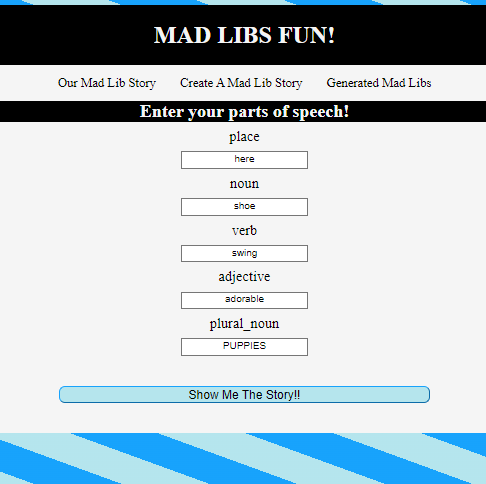 MAD LIBS FUN!
Our Mad Lib Story Create A Mad Lib Story Generated Mad Libs
Enter your parts of speech!
place
here
noun
shoe
verb
swing
adjective
adorable
plural_noun
PUPPIES
Show Me The Story!!